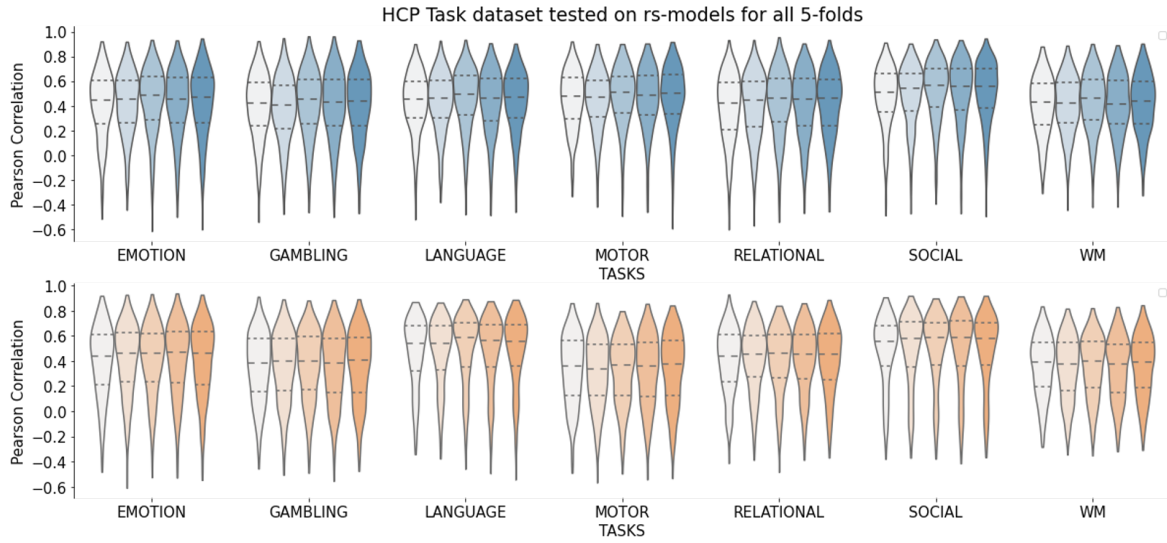 HCP Task dataset tested on rs-models for all 5-folds
Pearson Correlation
1.0
0.8
0.6
0.4
0.2
0.0
−0.2
−0.4
−0.6
EMOTION GAMBLING LANGUAGE MOTOR RELATIONAL SOCIAL WM
TASKS
Pearson Correlation
1.0
0.8
0.6
0.4
0.2
0.0
−0.2
−0.4
−0.6
EMOTION GAMBLING LANGUAGE MOTOR RELATIONAL SOCIAL WM
TASKS